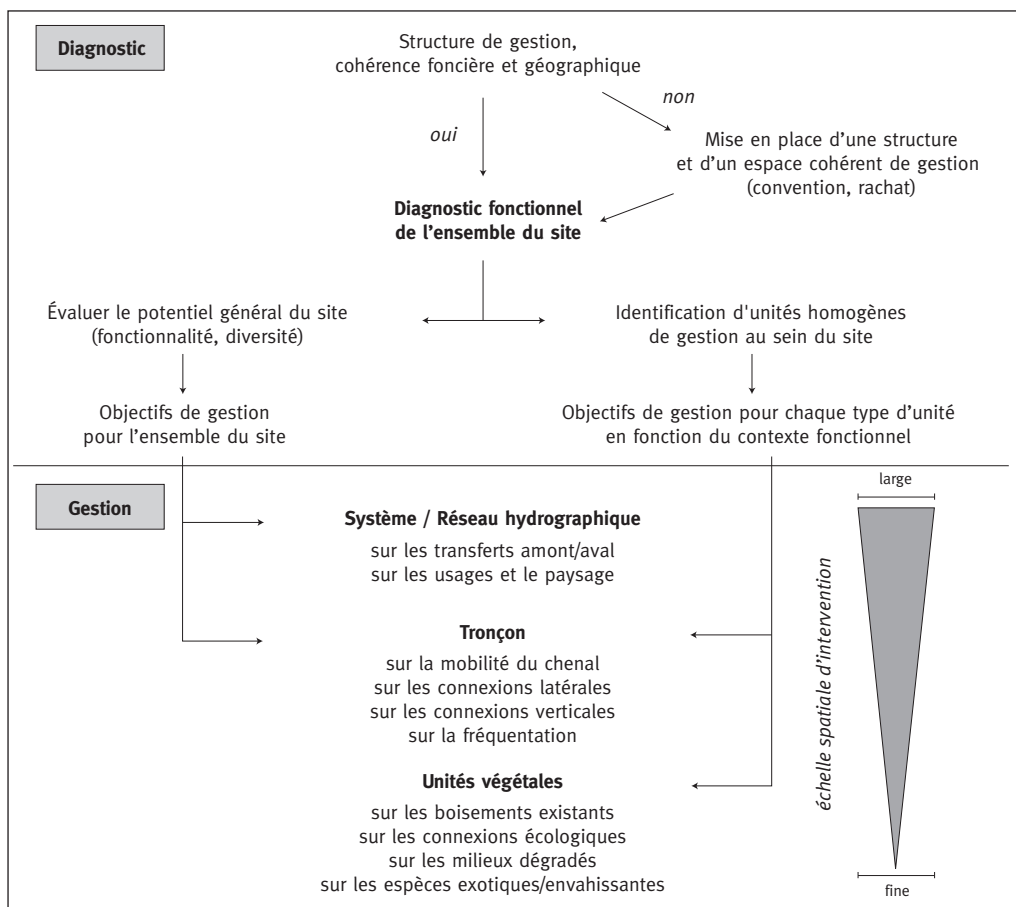 Diagnostic
Structure de gestion,
cohérence foncière et géographique
oui
non
Mise en place d’une structure
et d’un espace cohérent de gestion
(convention, rachat)
Diagnostic fonctionnel
de l’ensemble du site
Évaluer le potentiel général du site
(fonctionnalité, diversité)
Identification d'unités homogènes
de gestion au sein du site
Objectifs de gestion
pour l’ensemble du site
Objectifs de gestion pour chaque type d’unité
en fonction du contexte fonctionnel
Gestion
Système / Réseau hydrographique
sur les transferts amont/aval
sur les usages et le paysage
Tronçon
sur la mobilité du chenal
sur les connexions latérales
sur les connexions verticales
sur la fréquentation
Unités végétales
sur les boisements existants
sur les connexions écologiques
sur les milieux dégradés
sur les espèces exotiques/envahissantes
large
échelle spatiale d’intervention
fine